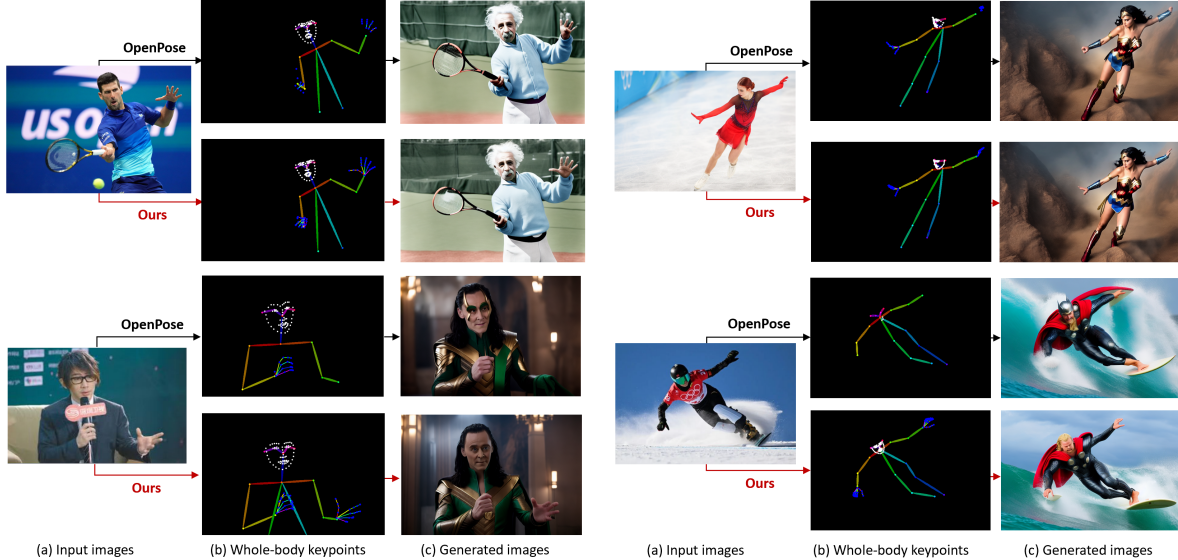 OpenPose
us open
Ours
OpenPose
Ours
(a) Input images
(b) Whole-body keypoints
(c) Generated images
OpenPose
Ours
OpenPose
Ours
(a) Input images
(b) Whole-body keypoints
(c) Generated images